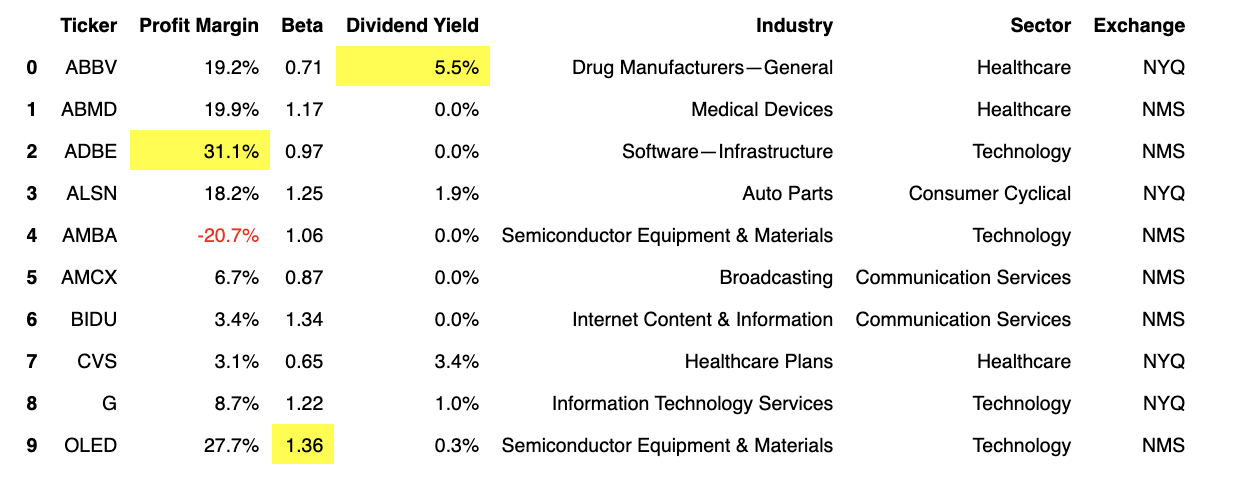 Ticker Profit Margin Beta Dividend Yield Industry Sector Exchange
0 ABBV 19.2% 0.71 5.5% Drug Manufacturers—General Healthcare NYQ
1 ABMD 19.9% 1.17 0.0% Medical Devices Healthcare NMS
2 ADBE 31.1% 0.97 0.0% Software—Infrastructure Technology NMS
3 ALSN 18.2% 1.25 1.9% Auto Parts Consumer Cyclical NYQ
4 AMBA -20.7% 1.06 0.0% Semiconductor Equipment & Materials Technology NMS
5 AMCX 6.7% 0.87 0.0% Broadcasting Communication Services NMS
6 BIDU 3.4% 1.34 0.0% Internet Content & Information Communication Services NMS
7 CVS 3.1% 0.65 3.4% Healthcare Plans Healthcare NYQ
8 G 8.7% 1.22 1.0% Information Technology Services Technology NYQ
9 OLED 27.7% 1.36 0.3% Semiconductor Equipment & Materials Technology NMS